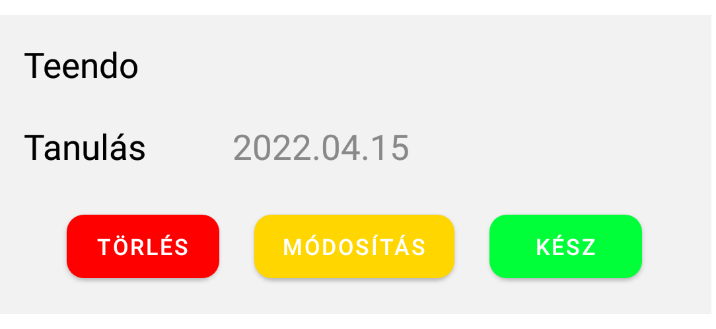 Teendo
Tanulás 2022.04.15
TÖRLÉS MÓDOSÍTÁS KÉSZ